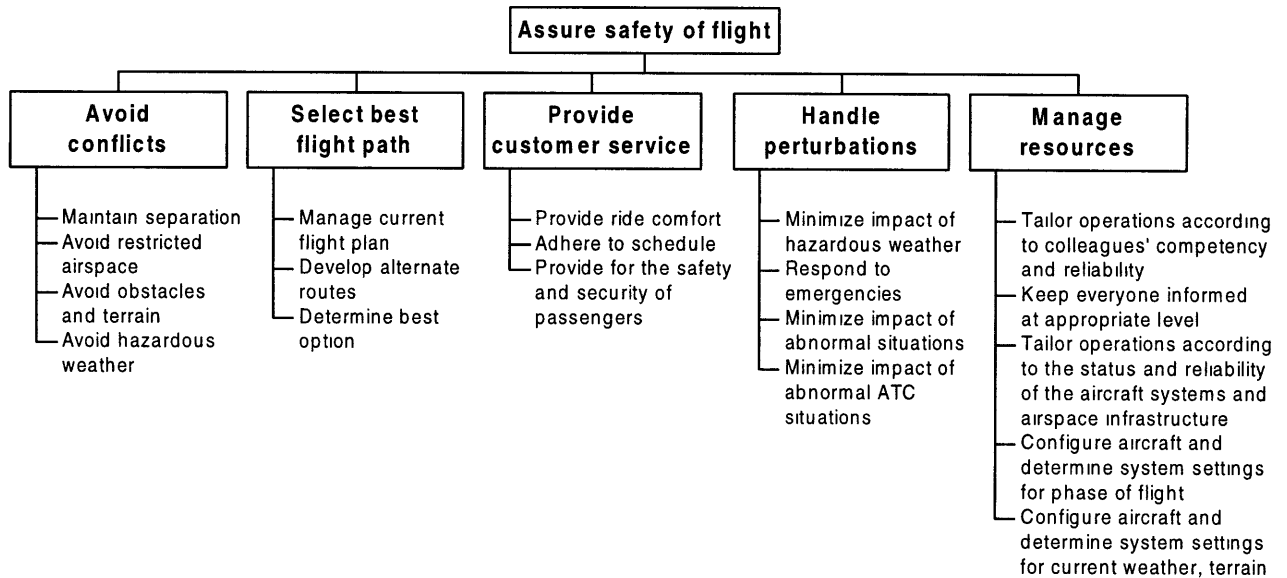 Assure safety of flight
Avoid
conflicts
Maintain separation
Avoid restricted
airspace
Avoid obstacles
and terrain
Avoid hazardous
weather
Select best
flight path
Manage current
flight plan
Develop alternate
routes
Determine best
option
Provide
customer service
Provide ride comfort
Adhere to schedule
Provide for the safety
and security of
passengers
Handle
perturbations
Minimize impact of
hazardous weather
Respond to
emergencies
Minimize impact of
abnormal situations
Minimize impact of
abnormal ATC
situations
Manage
resources
Tailor operations according
to colleagues' competency
and reliability
Keep everyone informed
at appropriate level
Tailor operations according
to the status and reliability
of the aircraft systems and
airspace infrastructure
Configure aircraft and
determine system settings
for phase of flight
Configure aircraft and
determine system settings
for current weather, terrain